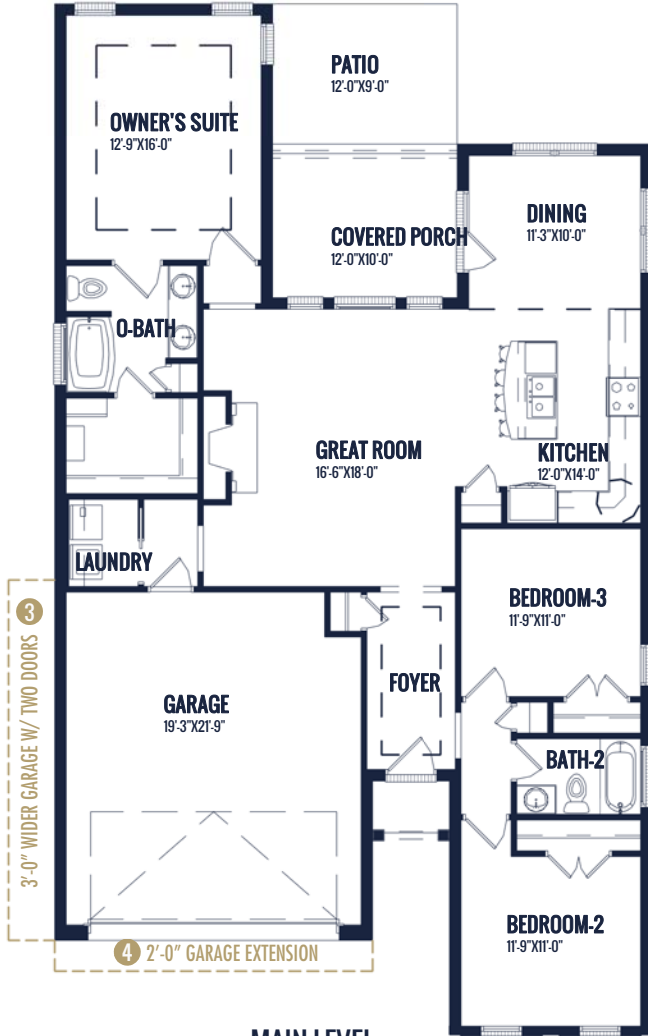 PATIO
12'-0"X9'-0"
OWNER'S SUITE
12'-9"X16'-0"
DINING
11'-3"X10'-0"
COVERED PORCH
12'-0"X10'-0"
O-BATH
GREAT ROOM
16'-6"X18'-0"
KITCHEN
12'-0"X14'-0"
LAUNDRY
BEDROOM-3
11'-9"X11'-0"
3 3'-0" WIDER GARAGE W/ TWO DOORS
FOYER
GARAGE
19'-3"X21'-9"
BATH-2
BEDROOM-2
11'-9"X11'-0"
4 2'-0" GARAGE EXTENSION
MAIN LEVEL